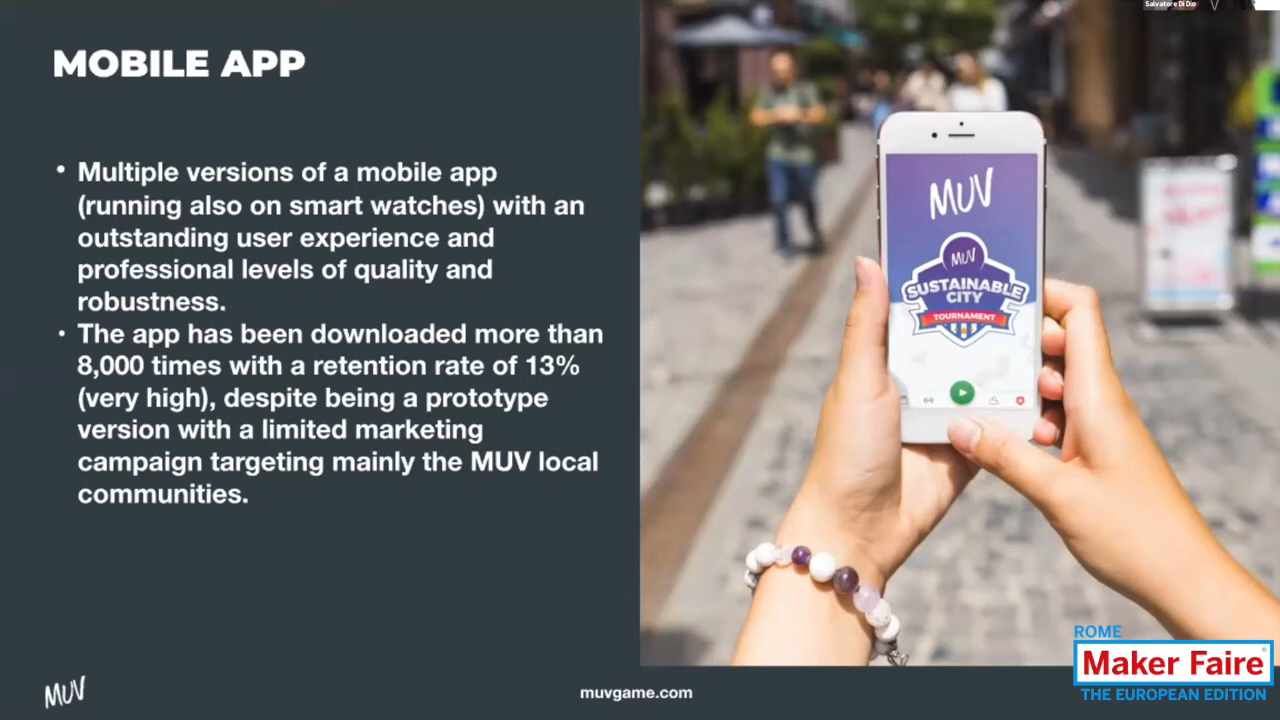 Salvatore Di Dio
MOBILE APP
• Multiple versions of a mobile app
(running also on smart watches) with an
outstanding user experience and
professional levels of quality and
robustness.
• The app has been downloaded more than
8,000 times with a retention rate of 13%
(very high), despite being a prototype
version with a limited marketing
campaign targeting mainly the MUV local
communities.
MUV
MUV
SUSTAINABLE
CITY
TOURNAMENT
MUV
muvgame.com
ROME
Maker Faire®
THE EUROPEAN EDITION